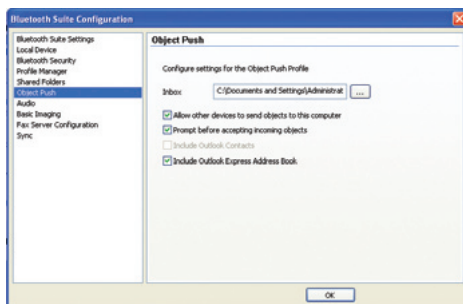 Bluetooth Suite Configuration
Bluetooth Suite Settings
Local Device
Bluetooth Security
Profile Manager
Shared Folders
Object Push
Audio
Basic Imaging
Fax Server Configuration
Sync
Object Push
Configure settings for the Object Push Profile
Inbox C:\Documents and Settings\Administrat ...
Allow other devices to send objects to this computer
Prompt before accepting incoming objects
Include Outlook Contacts
Include Outlook Express Address Book
OK